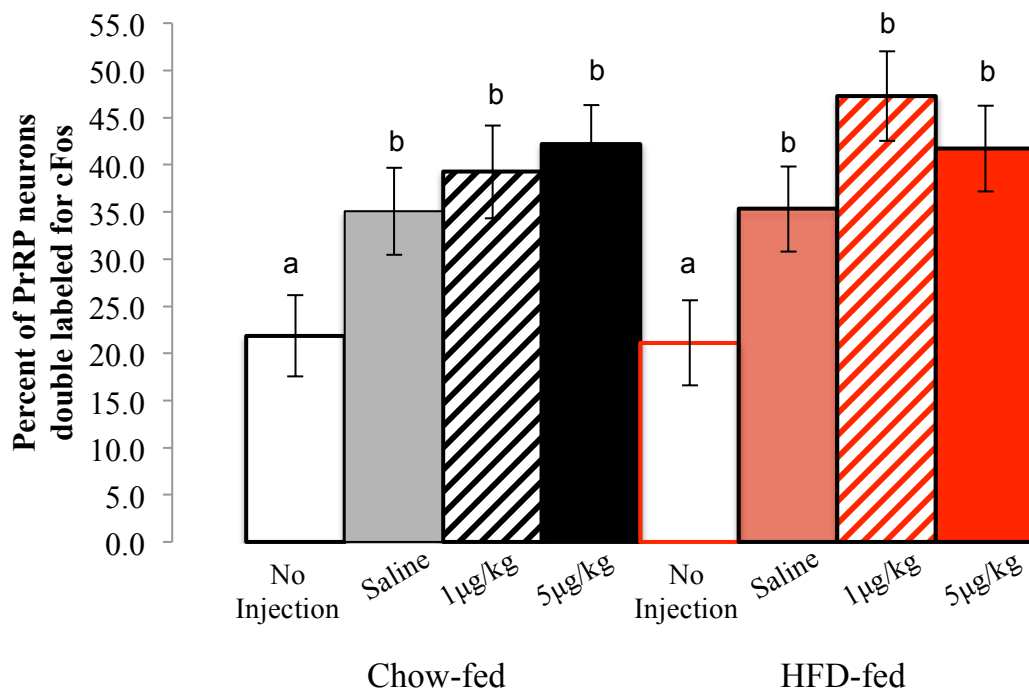 Percent of PrRP neurons
double labeled for cFos
55.0
50.0
45.0
40.0
35.0
30.0
25.0
20.0
15.0
10.0
5.0
0.0
a
b
b
b
a
b
b
b
No
Injection
Saline
1µg/kg
5µg/kg
No
Injection
Saline
1µg/kg
5µg/kg
Chow-fed
HFD-fed